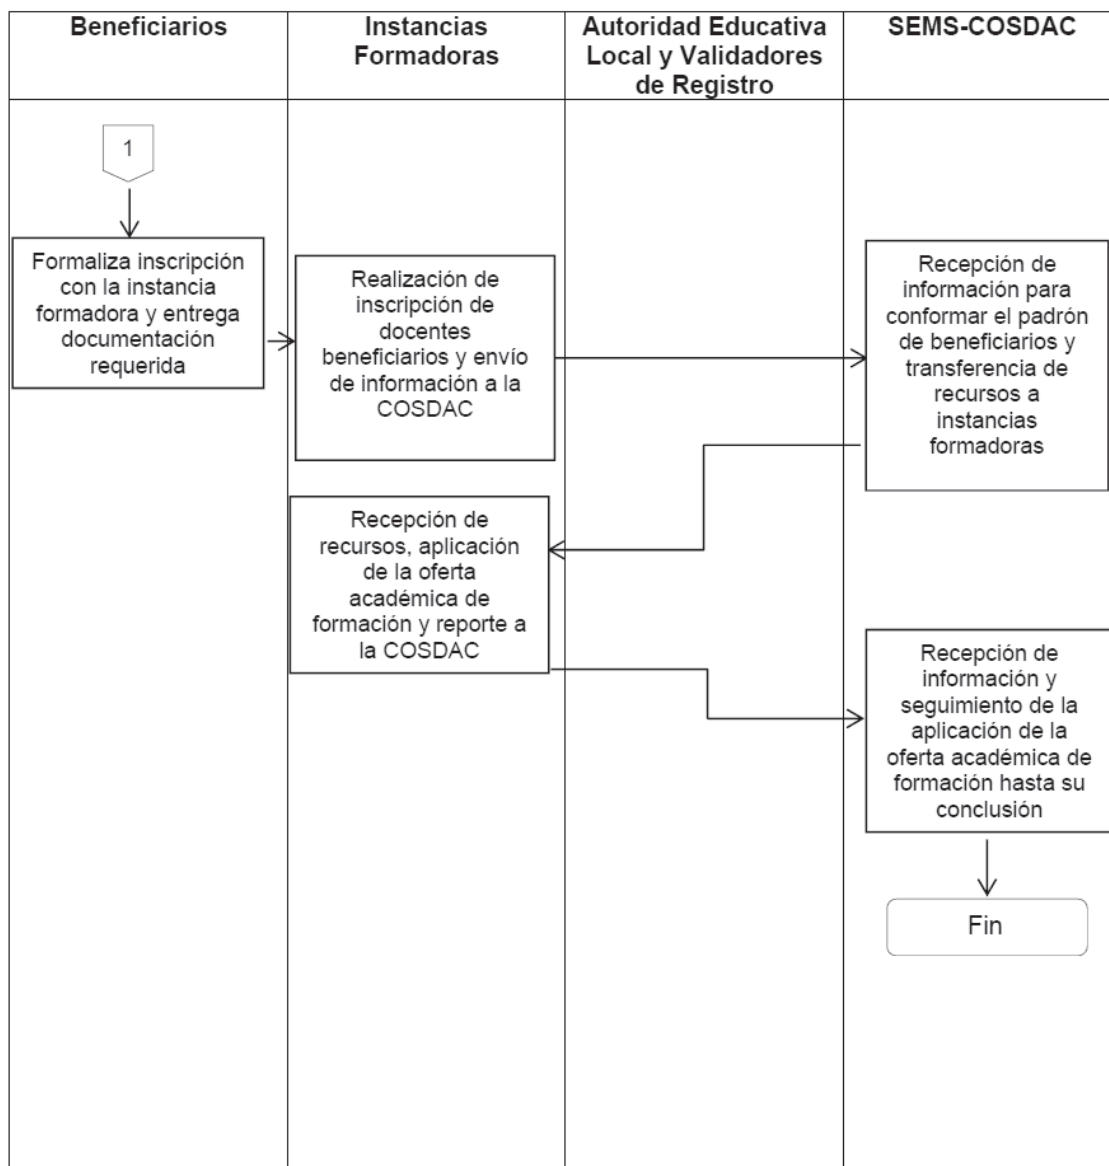 Beneficiarios
Instancias
Formadoras
Autoridad Educativa
Local y Validadores
de Registro
SEMS-COSDAC
1
Formaliza inscripción
con la instancia
formadora y entrega
documentación
requerida
Realización de
inscripción de
docentes
beneficiarios y envío
de información a la
COSDAC
Recepción de
información para
conformar el padrón
de beneficiarios y
transferencia de
recursos a
instancias
formadoras
Recepción de
recursos, aplicación
de la oferta
académica de
formación y reporte a
la COSDAC
Recepción de
información y
seguimiento de la
aplicación de la
oferta académica de
formación hasta su
conclusión
Fin